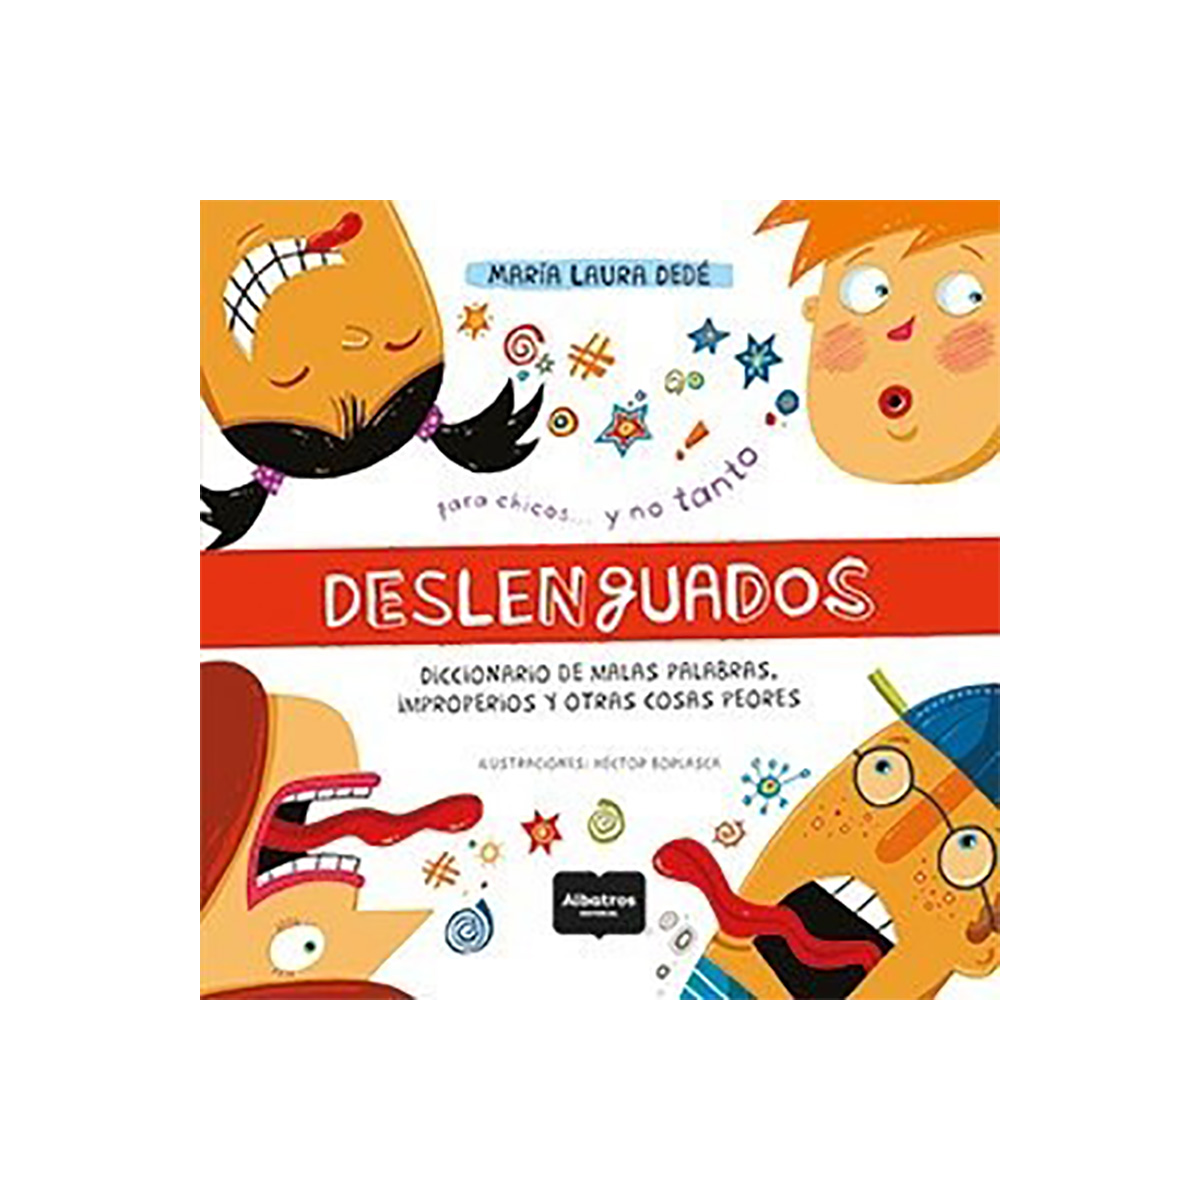 MARÍA LAURA DEDÉ
para chicos... y no tanto
DESLENGUADOS
DICCIONARIO DE MALAS PALABRAS,
IMPROPERIOS Y OTRAS COSAS PEORES
ILUSTRACIONES: HÉCTOR BORLASCA
Albatros
EDITORIAL